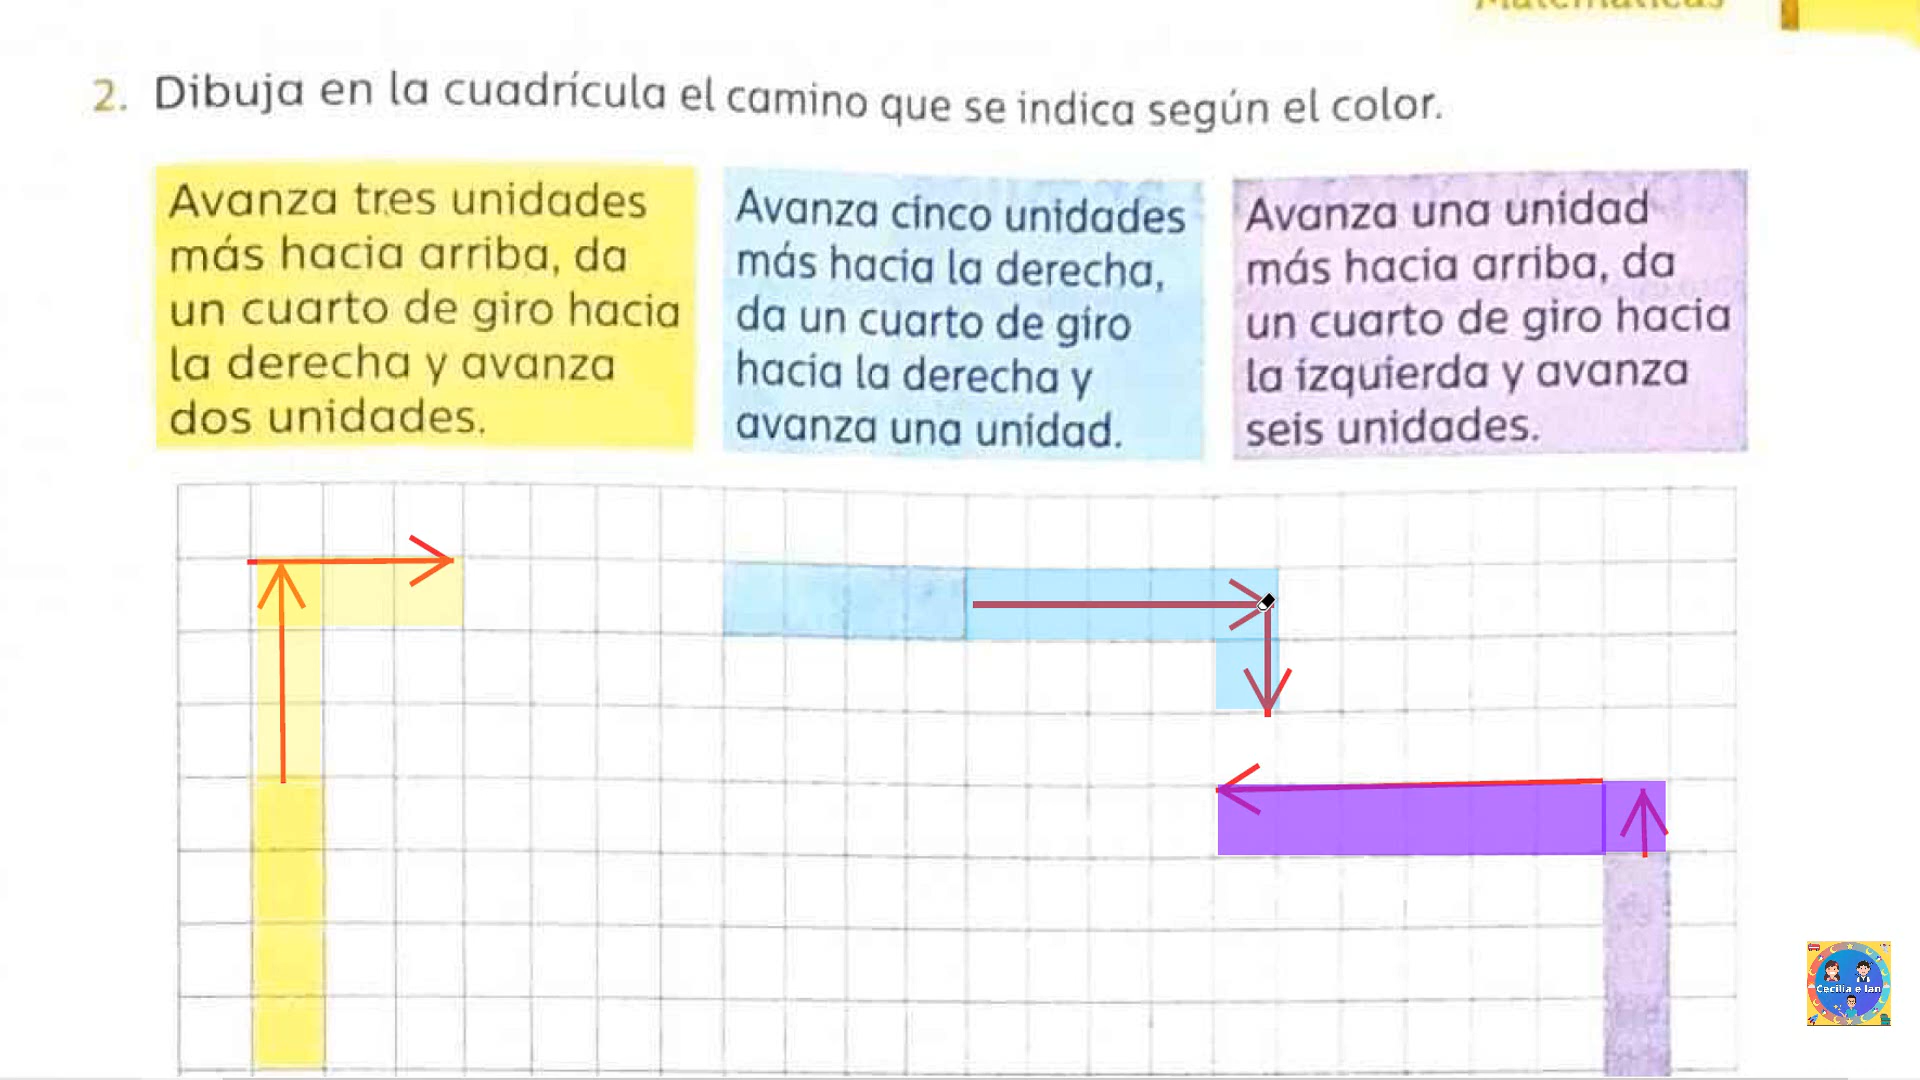 Matemáticas
2. Dibuja en la cuadrícula el camino que se indica según el color.
Avanza tres unidades
más hacia arriba, da
un cuarto de giro hacia
la derecha y avanza
dos unidades.
Avanza cinco unidades
más hacia la derecha,
da un cuarto de giro
hacia la derecha y
avanza una unidad.
Avanza una unidad
más hacia arriba, da
un cuarto de giro hacia
la izquierda y avanza
seis unidades.
Cecilia e Ian